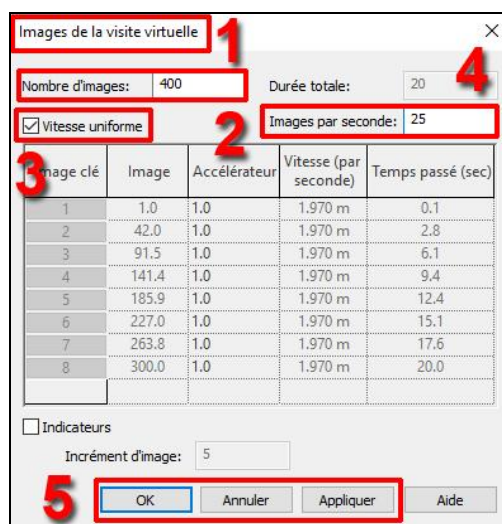 Images de la visite virtuelle
1
4
Nombre d'images: 400 Durée totale: 20
Vitesse uniforme 2 Images par seconde: 25
3
Image clé Image Accélérateur Vitesse (par seconde) Temps passé (sec)
1 1.0 1.0 1.970 m 0.1
2 42.0 1.0 1.970 m 2.8
3 91.5 1.0 1.970 m 6.1
4 141.4 1.0 1.970 m 9.4
5 185.9 1.0 1.970 m 12.4
6 227.0 1.0 1.970 m 15.1
7 263.8 1.0 1.970 m 17.6
8 300.0 1.0 1.970 m 20.0
Indicateurs
Incrément d'image: 5
5
OK Annuler Appliquer Aide